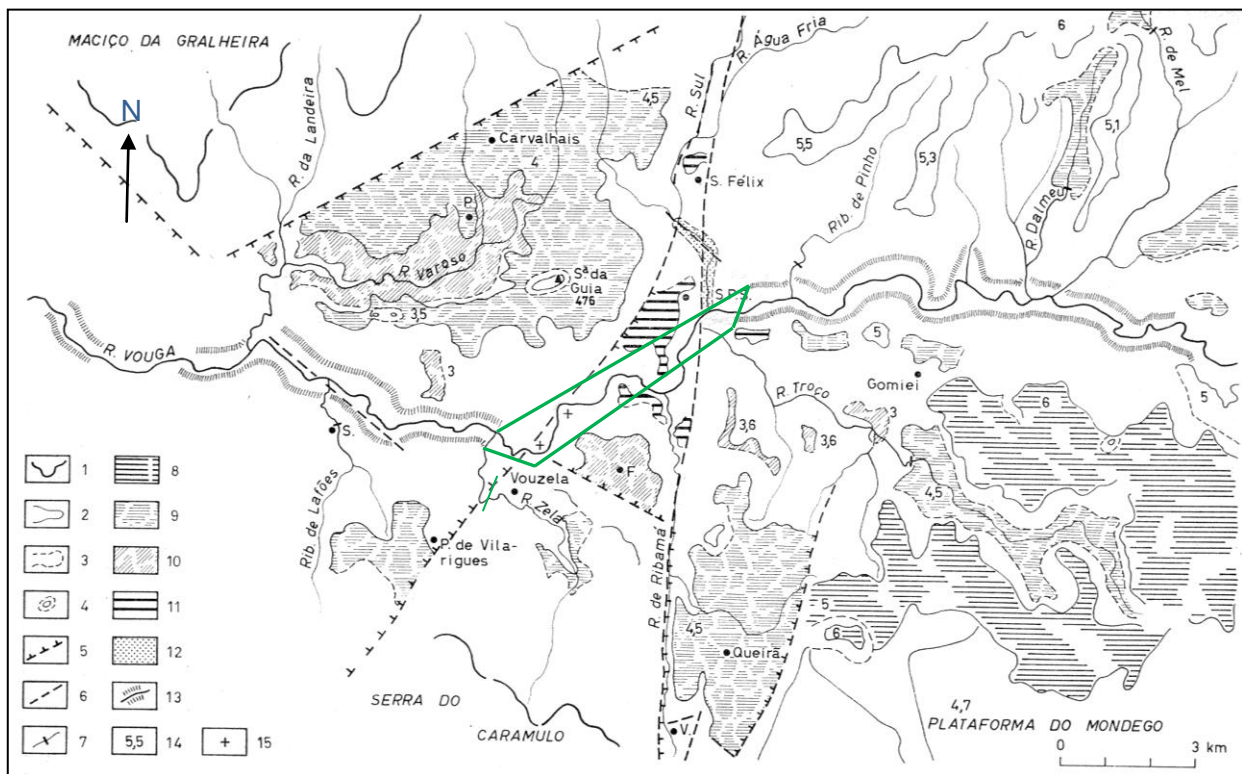 MACIÇO DA GRALHEIRA
N
R. da Landeira
Carvalhais
4
4,5
R. Sul
R. Água Fria
6
R. de Mel
5,5
5,3
5,1
S. Félix
Rib. de Pinho
R. Dalmeu
P.
R. Varoso
Sª da
Guia
476
3,5
S.P.S.
R. VOUGA
3
5
Gomiei
6
5
R. Troço
3,6
3,6
3
4,5
TS.
Vouzela
F
R. Zela
Rib. de Lafões
P. de Vila-
rigues
R. de Ribama
4,5
Queirã
5
6
V.
SERRA DO
CARAMULO
4,7
PLATAFORMA DO MONDEGO
0 3 km
1
2
3
4
5
6
7
8
9
10
11
12
13
5,5 14
15